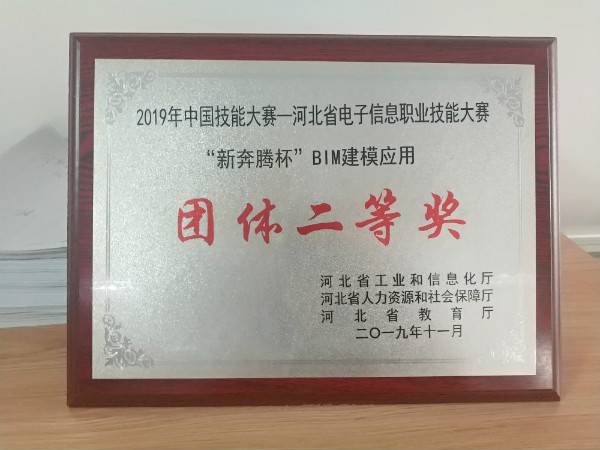 2019年中国技能大赛—河北省电子信息职业技能大赛
“新奔腾杯”BIM建模应用
团体二等奖
河北省工业和信息化厅
河北省人力资源和社会保障厅
河北省教育厅
二〇一九年十一月